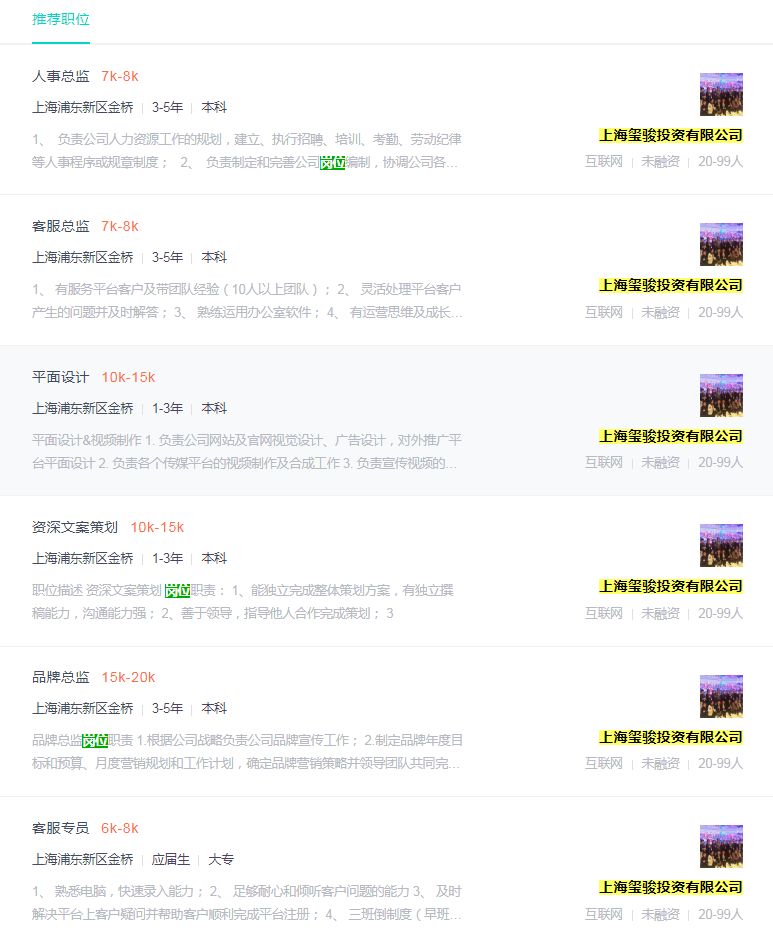 推荐职位
人事总监 7k-8k
上海浦东新区金桥 | 3-5年 | 本科
1、 负责公司人力资源工作的规划，建立、执行招聘、培训、考勤、劳动纪律
等人事程序或规章制度； 2、 负责制定和完善公司岗位编制，协调公司各...
上海玺骏投资有限公司
互联网 | 未融资 | 20-99人
客服总监 7k-8k
上海浦东新区金桥 | 3-5年 | 本科
1、 有服务平台客户及带团队经验（10人以上团队）； 2、 灵活处理平台客户
产生的问题并及时解答； 3、 熟练运用办公室软件； 4、 有运营思维及成长...
上海玺骏投资有限公司
互联网 | 未融资 | 20-99人
平面设计 10k-15k
上海浦东新区金桥 | 1-3年 | 本科
平面设计&视频制作 1. 负责公司网站及官网视觉设计、广告设计，对外推广平
台平面设计 2. 负责各个传媒平台的视频制作及合成工作 3. 负责宣传视频的...
上海玺骏投资有限公司
互联网 | 未融资 | 20-99人
资深文案策划 10k-15k
上海浦东新区金桥 | 1-3年 | 本科
职位描述 资深文案策划 岗位职责： 1、能独立完成整体策划方案，有独立撰
稿能力，沟通能力强； 2、善于领导，指导他人合作完成策划； 3
上海玺骏投资有限公司
互联网 | 未融资 | 20-99人
品牌总监 15k-20k
上海浦东新区金桥 | 3-5年 | 本科
品牌总监岗位职责 1.根据公司战略负责公司品牌宣传工作； 2.制定品牌年度目
标和预算、月度营销规划和工作计划，确定品牌营销策略并领导团队共同完...
上海玺骏投资有限公司
互联网 | 未融资 | 20-99人
客服专员 6k-8k
上海浦东新区金桥 | 应届生 | 大专
1、 熟悉电脑，快速录入能力； 2、 足够耐心和倾听客户问题的能力 3、 及时
解决平台上客户疑问并帮助客户顺利完成平台注册； 4、 三班倒制度（早班...
上海玺骏投资有限公司
互联网 | 未融资 | 20-99人